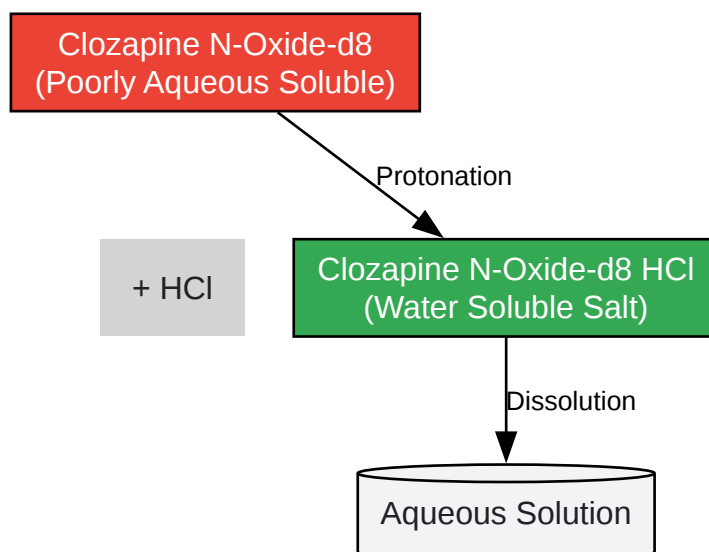 Clozapine N-Oxide-d8
(Poorly Aqueous Soluble)
Protonation
+ HCl
Clozapine N-Oxide-d8 HCl
(Water Soluble Salt)
Dissolution
Aqueous Solution